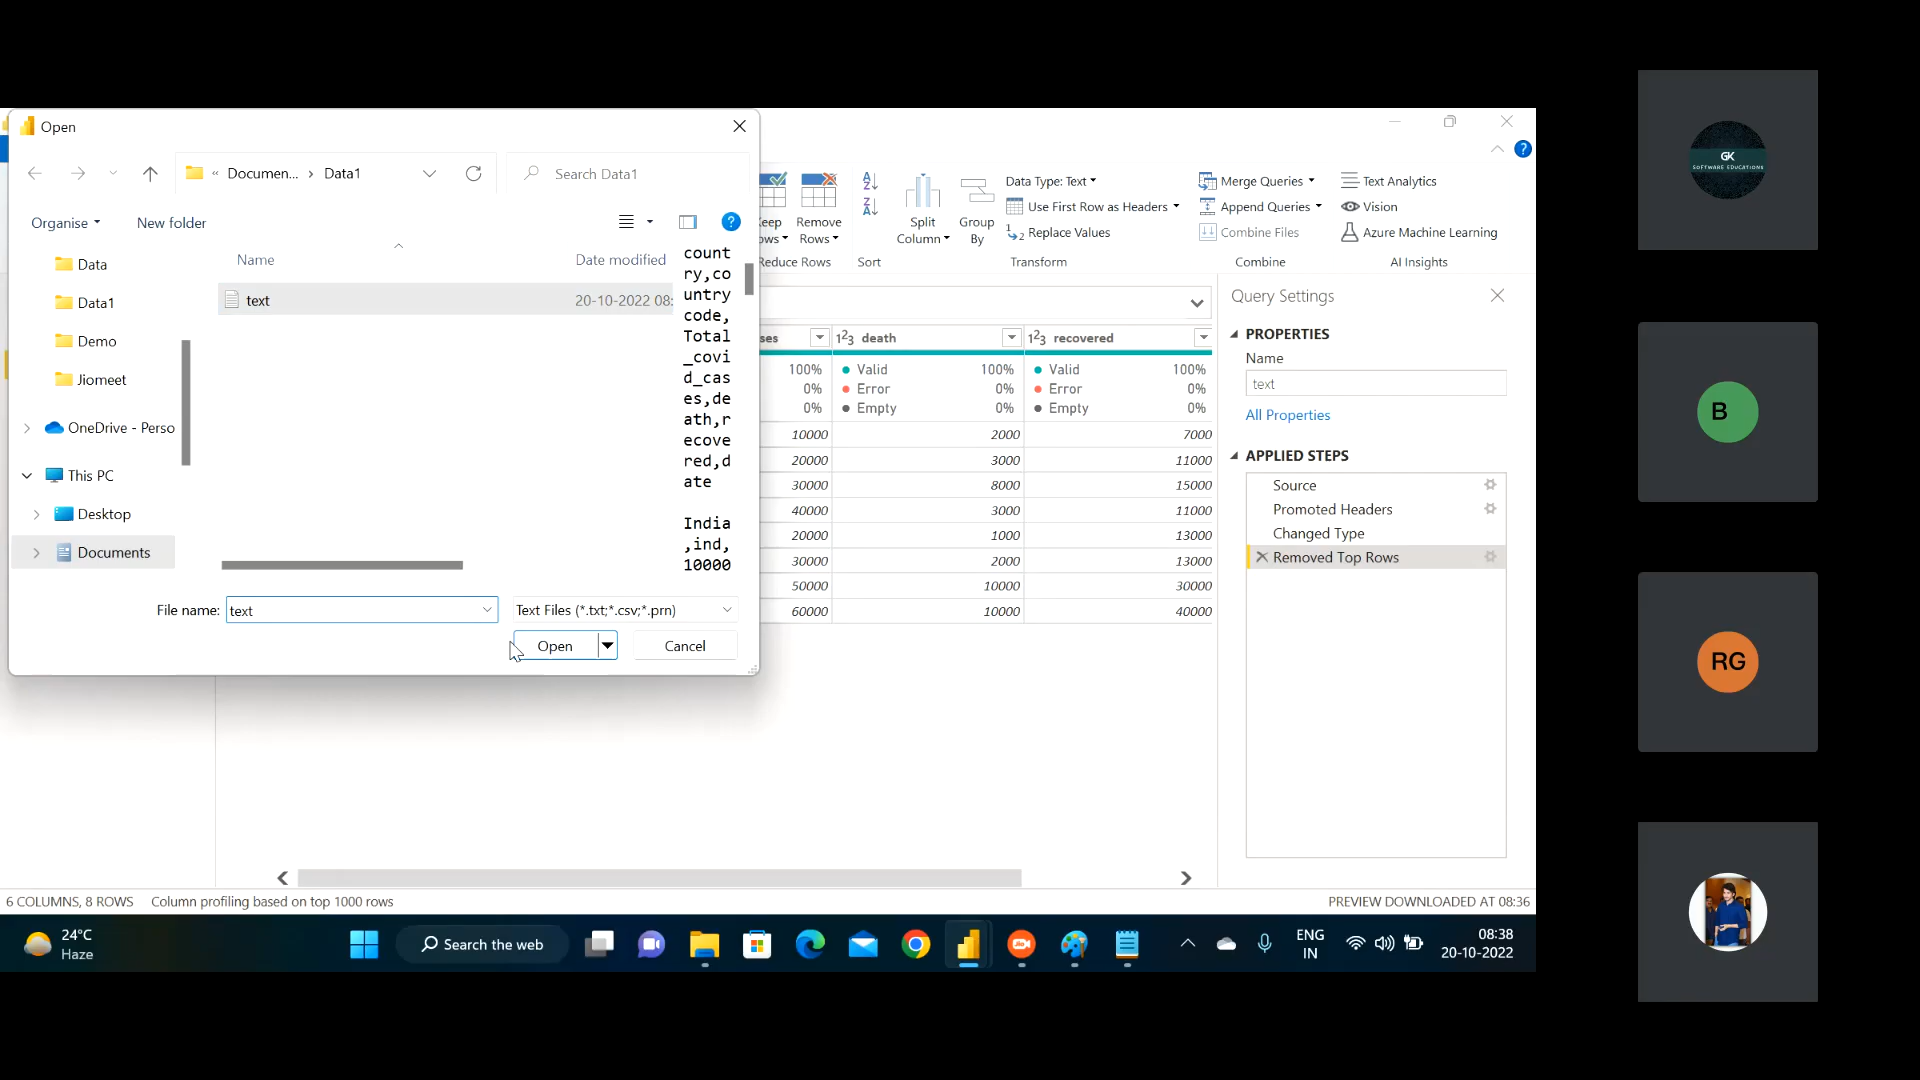 Open
« Documen... › Data1
Search Data1
Organise
New folder
Name
Date modified
Data
Data1
Demo
Jiomeet
OneDrive - Perso
This PC
Desktop
Documents
text
20-10-2022 08:
count
ry,co
untry
code,
Total
_covi
d_cas
es,de
ath,r
ecove
red,d
ate
India
,ind,
10000
File name: text
Text Files (*.txt;*.csv;*.prn)
Open
Cancel
Remove
Rows
Reduce Rows
Sort
Split
Column
Group
By
Data Type: Text
Use First Row as Headers
Replace Values
Transform
Merge Queries
Append Queries
Combine Files
Combine
Text Analytics
Vision
Azure Machine Learning
AI Insights
ses
death
recovered
100% Valid 100% Valid 100%
0% Error 0% Error 0%
0% Empty 0% Empty 0%
10000 2000 7000
20000 3000 11000
30000 8000 15000
40000 3000 11000
20000 1000 13000
30000 2000 13000
50000 10000 30000
60000 10000 40000
Query Settings
PROPERTIES
Name
text
All Properties
APPLIED STEPS
Source
Promoted Headers
Changed Type
Removed Top Rows
6 COLUMNS, 8 ROWS
Column profiling based on top 1000 rows
PREVIEW DOWNLOADED AT 08:36
24°C
Haze
Search the web
ENG
IN
08:38
20-10-2022
GK
SOFTWARE EDUCATIONS
B
RG